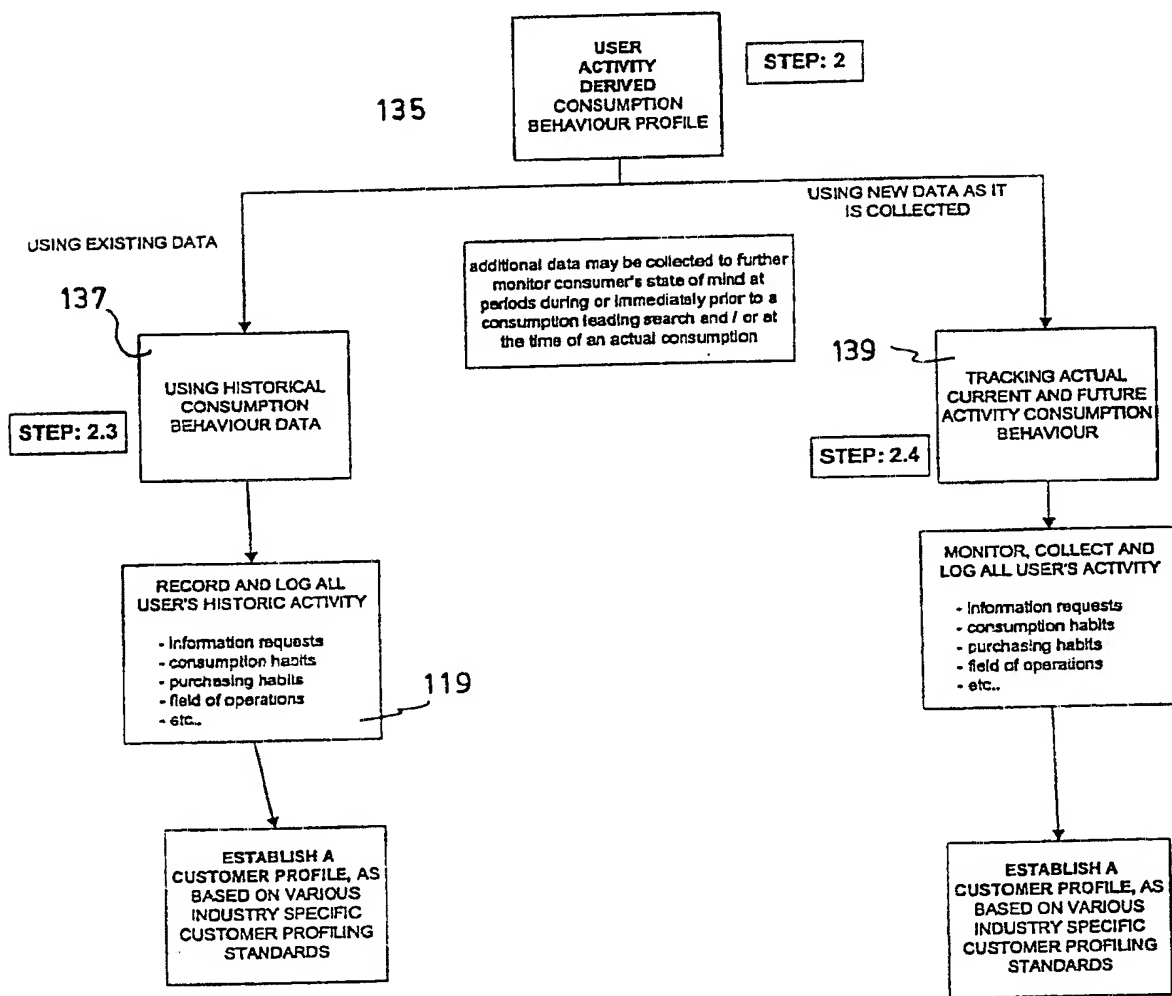 USER
ACTIVITY
DERIVED
CONSUMPTION
BEHAVIOUR PROFILE
STEP: 2
135
USING EXISTING DATA
USING NEW DATA AS IT
IS COLLECTED
additional data may be collected to further
monitor consumer's state of mind at
periods during or immediately prior to a
consumption leading search and / or at
the time of an actual consumption
137
USING HISTORICAL
CONSUMPTION
BEHAVIOUR DATA
STEP: 2.3
139
TRACKING ACTUAL
CURRENT AND FUTURE
ACTIVITY CONSUMPTION
BEHAVIOUR
STEP: 2.4
RECORD AND LOG ALL
USER'S HISTORIC ACTIVITY
- information requests
- consumption habits
- purchasing habits
- field of operations
- etc..
119
MONITOR, COLLECT AND
LOG ALL USER'S ACTIVITY
- information requests
- consumption habits
- purchasing habits
- field of operations
- etc..
ESTABLISH A
CUSTOMER PROFILE, AS
BASED ON VARIOUS
INDUSTRY SPECIFIC
CUSTOMER PROFILING
STANDARDS
ESTABLISH A
CUSTOMER PROFILE, AS
BASED ON VARIOUS
INDUSTRY SPECIFIC
CUSTOMER PROFILING
STANDARDS